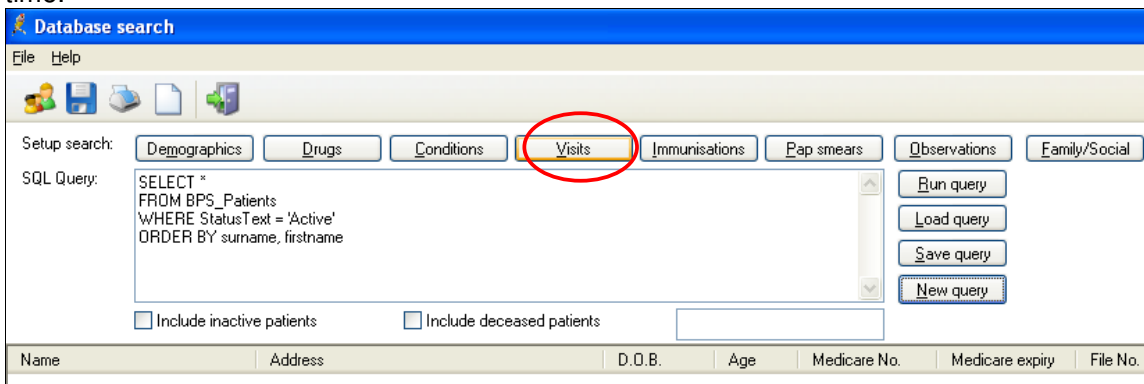 time.
Database search
File Help
Setup search: Demographics Drugs Conditions Visits Immunisations Pap smears Observations Family/Social
SQL Query:
SELECT *
FROM BPS_Patients
WHERE StatusText = 'Active'
ORDER BY surname, firstname
Run query
Load query
Save query
New query
Include inactive patients Include deceased patients
Name Address D.O.B. Age Medicare No. Medicare expiry File No.